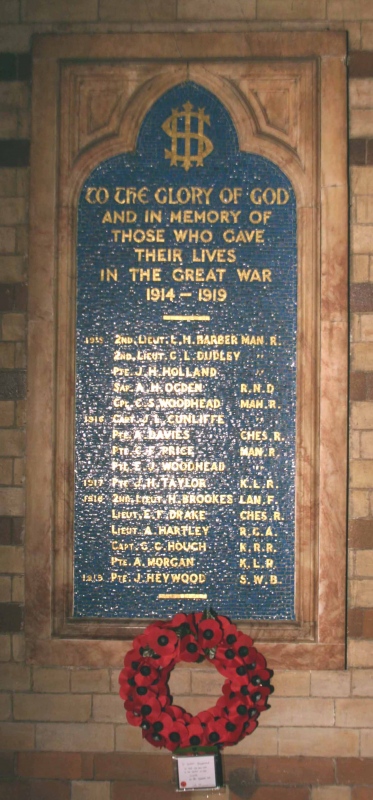 IHS
TO THE GLORY OF GOD
AND IN MEMORY OF
THOSE WHO GAVE
THEIR LIVES
IN THE GREAT WAR
1914 – 1919
1915 2ND. LIEUT. E. H. BARBER MAN. R.
2ND. LIEUT. G. L. DUDLEY "
PTE. J. H. HOLLAND "
SAP. A. H. OGDEN R.N.D
CPL. C. S. WOODHEAD MAN. R.
1916 CAPT. J. L. CUNLIFFE "
PTE. A. DAVIES CHES. R.
PTE. PRICE MAN. R.
PTE. E. J. WOODHEAD "
1917 PTE. J. H. TAYLOR K.L.R.
1918 2ND. LIEUT. H. BROOKES LAN. F.
LIEUT. E. F. DRAKE CHES. R.
LIEUT. A. HARTLEY R.G.A.
CAPT. G. G. HOUGH K.R.R.
PTE. A. MORGAN K.L.R.
1919 PTE. J. HEYWOOD S.W.B.